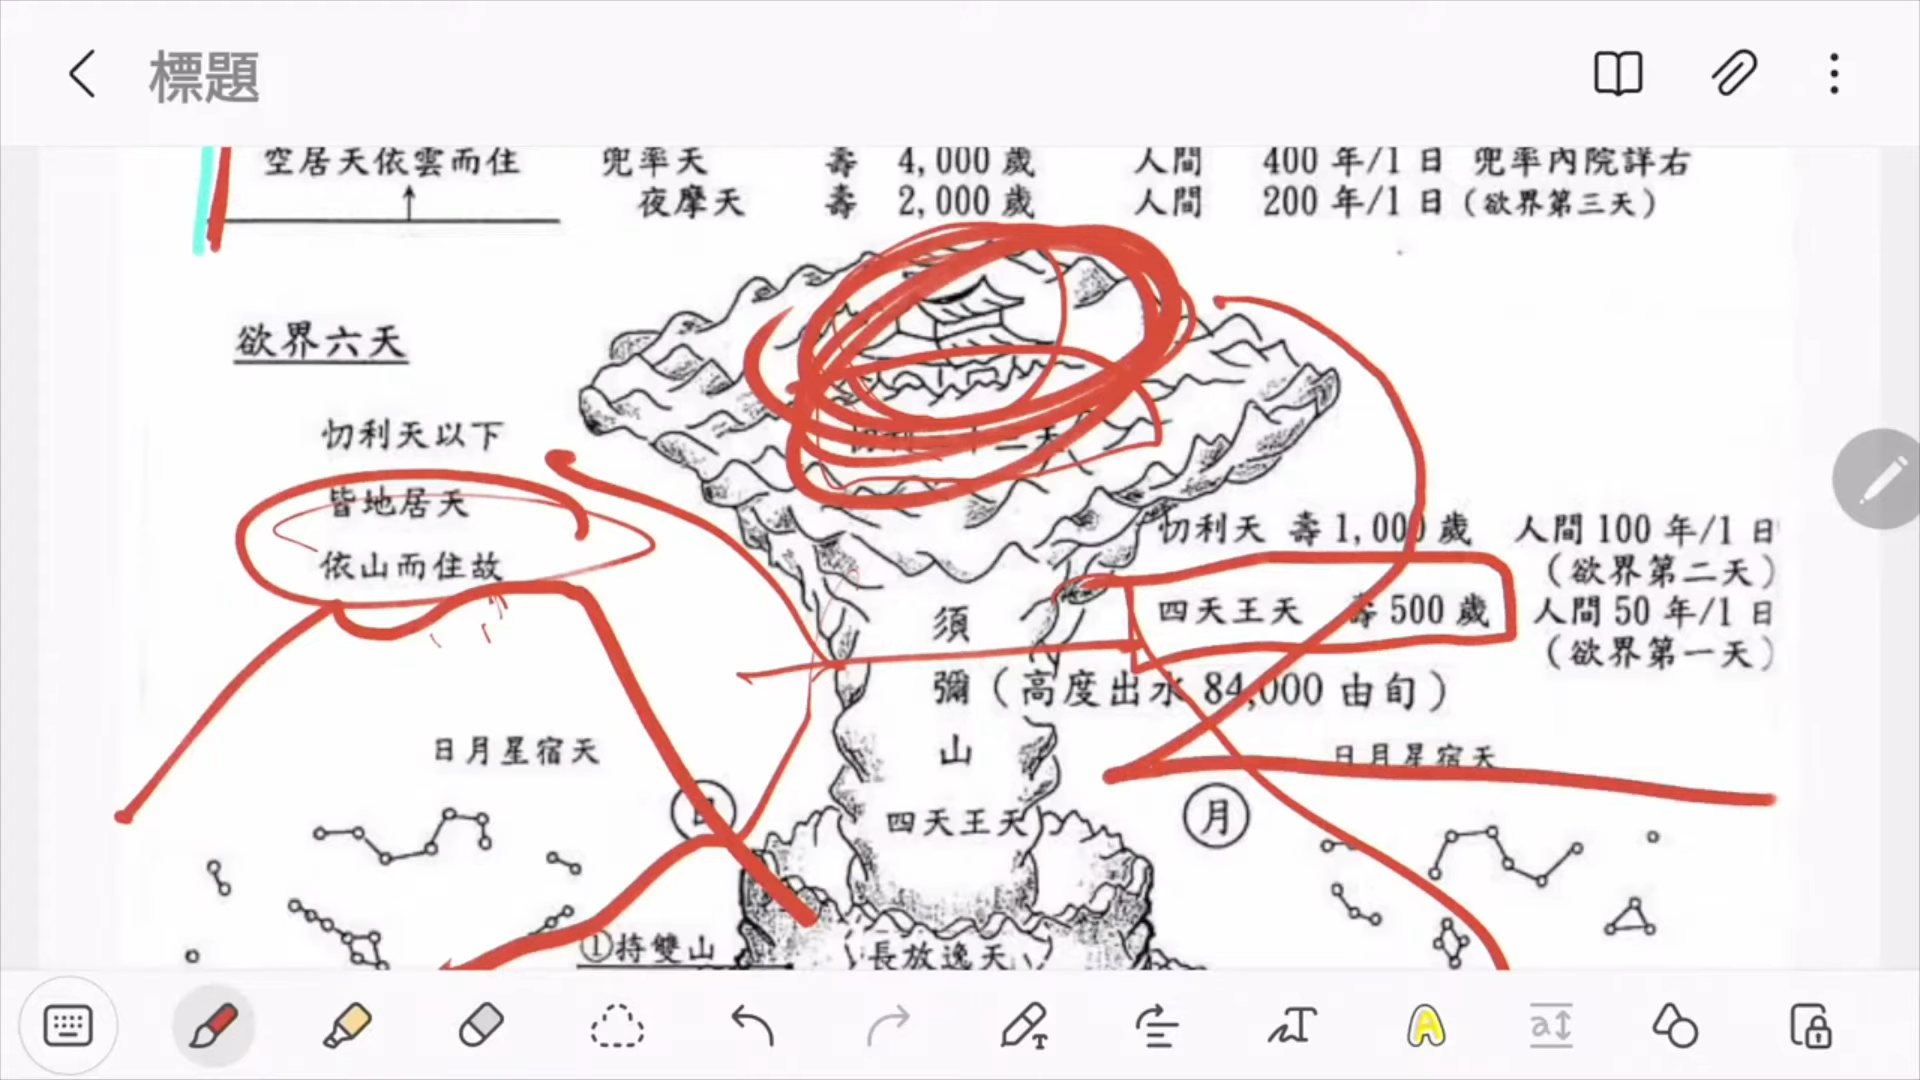 標題
空居天依雲而住 兜率天 壽 4,000 歲 人間 400 年/1 日 兜率內院詳右
夜摩天 壽 2,000 歲 人間 200 年/1 日 (欲界第三天)
欲界六天
忉利天以下
皆地居天
依山而住故
忉利天 壽 1,000 歲 人間 100 年/1 日
(欲界第二天)
四天王天 壽 500 歲 人間 50 年/1 日
(欲界第一天)
須
彌 (高度出水 84,000 由旬)
山
日月星宿天
日月星宿天
日
月
四天王天
①持雙山
長放逸天